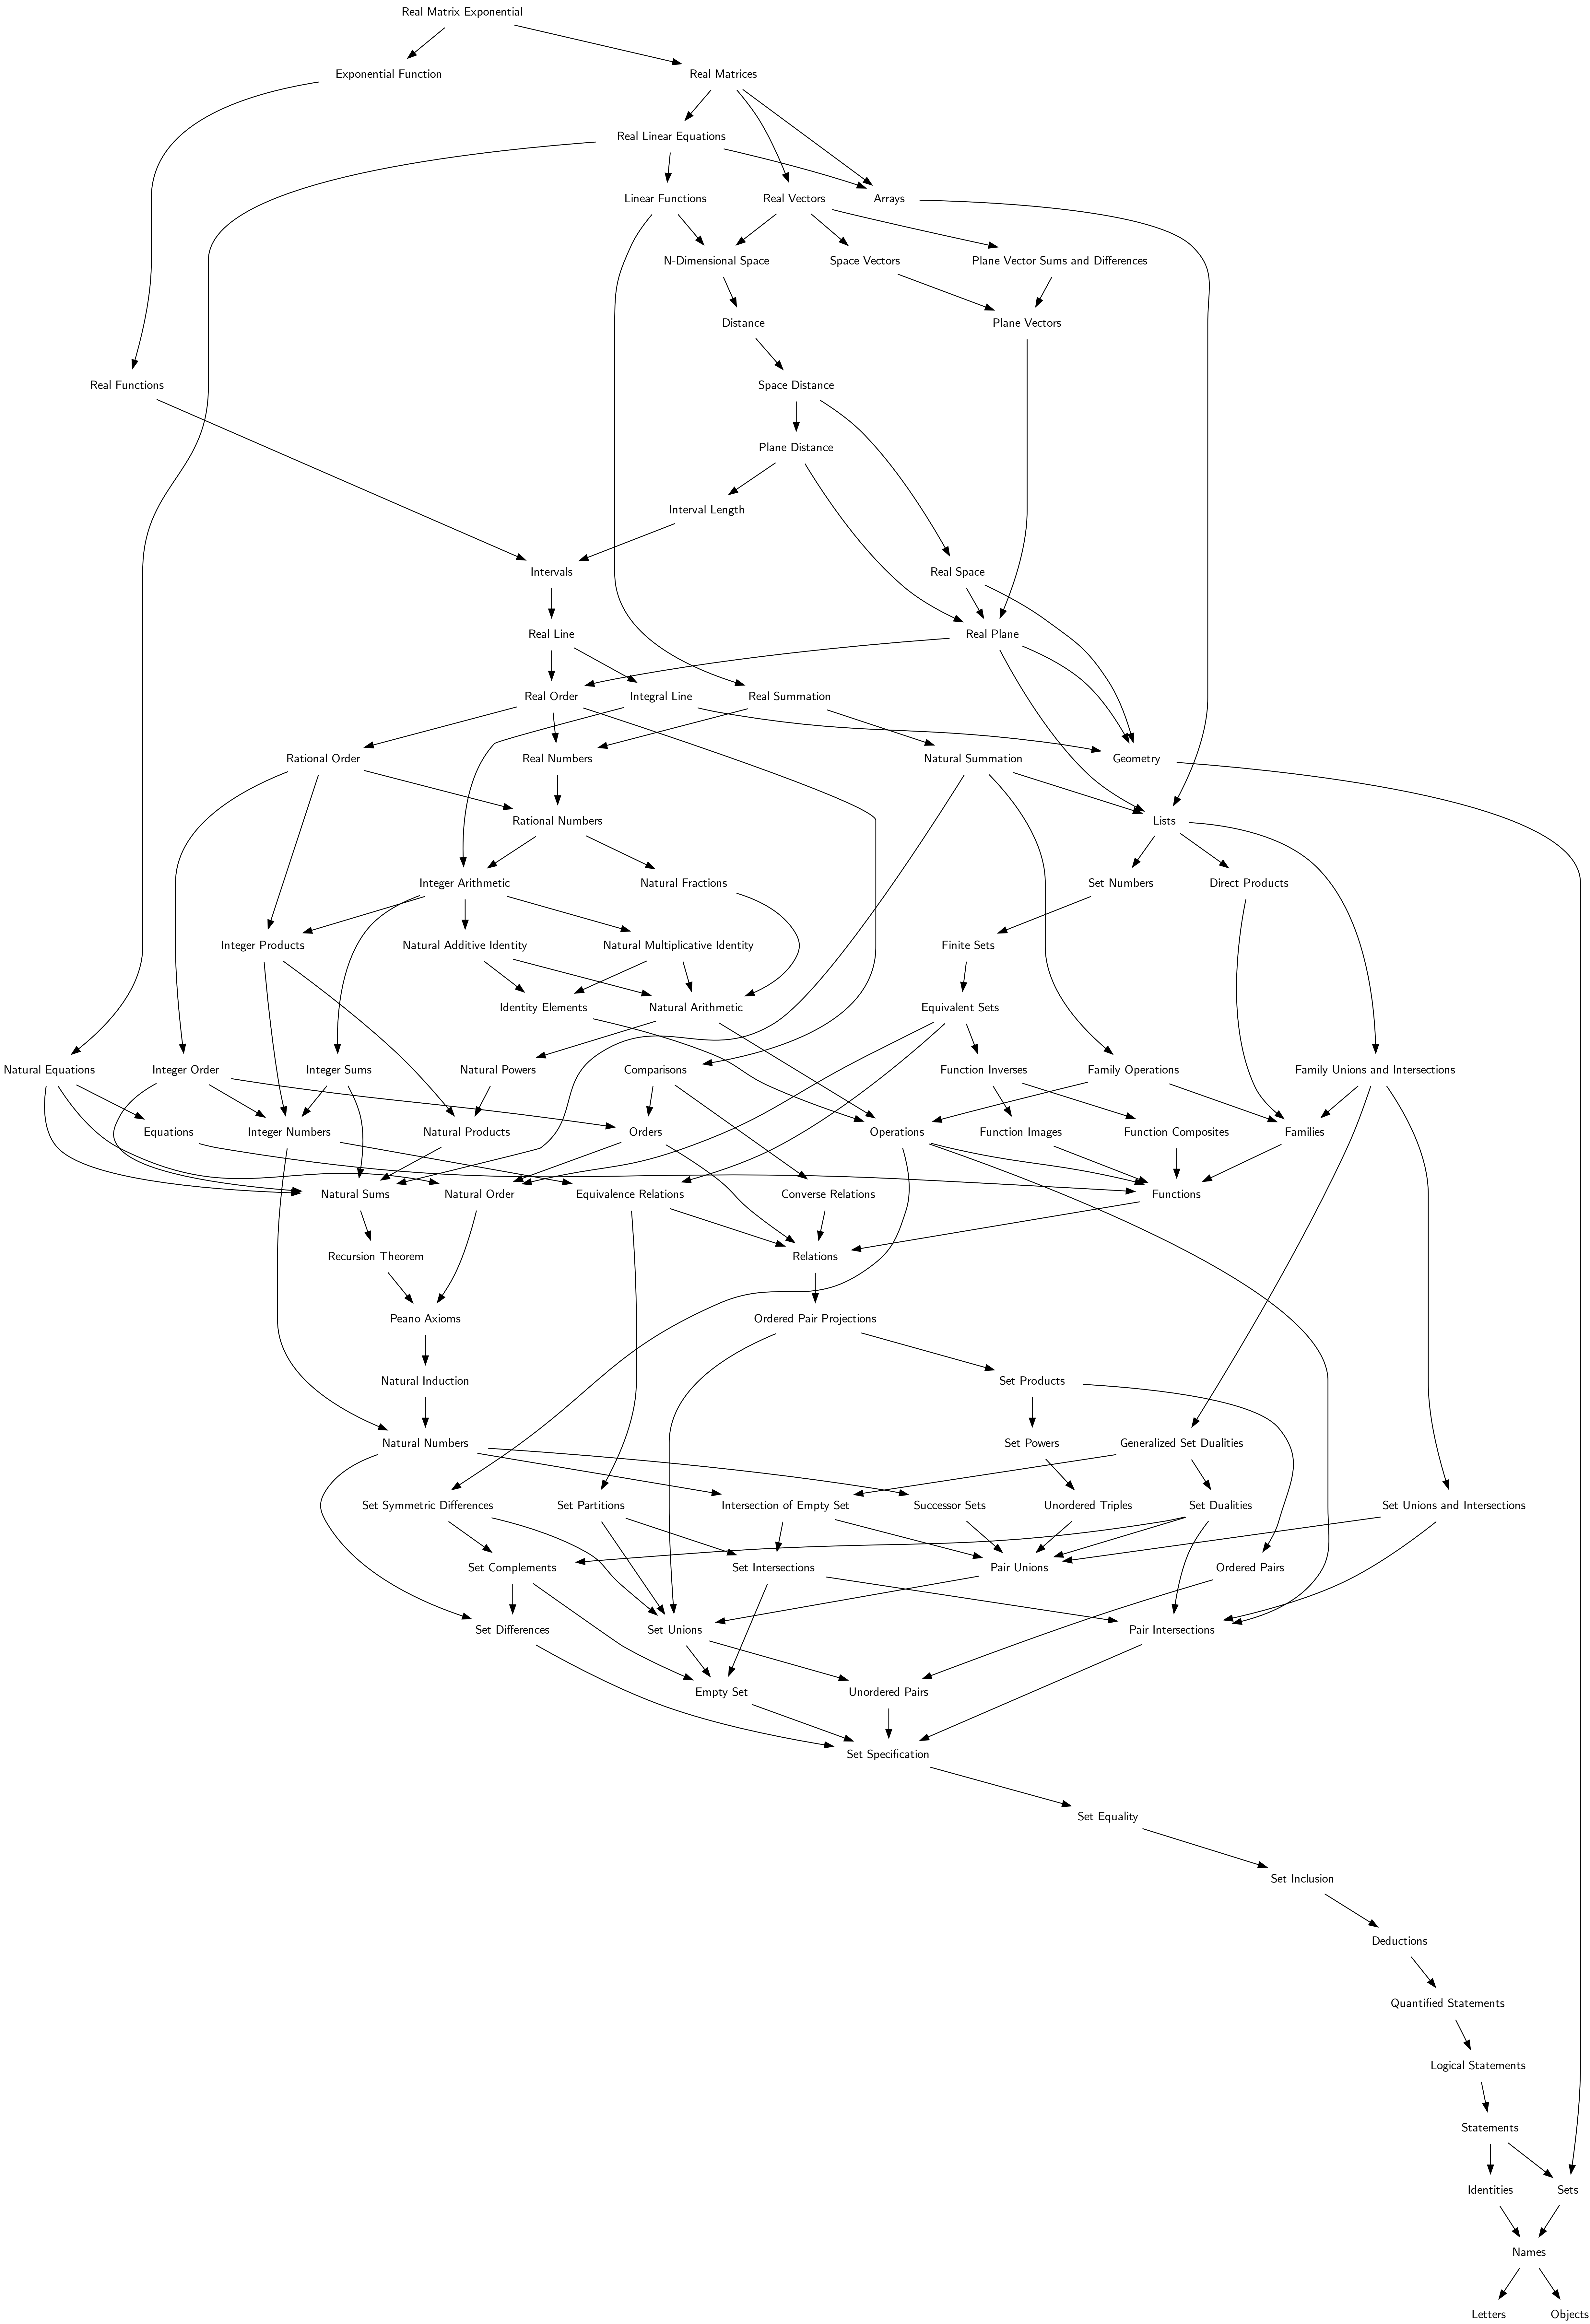 Real Matrix Exponential
Exponential Function
Real Matrices
Real Linear Equations
Linear Functions
Real Vectors
Arrays
N-Dimensional Space
Space Vectors
Plane Vector Sums and Differences
Distance
Plane Vectors
Real Functions
Space Distance
Plane Distance
Interval Length
Intervals
Real Space
Real Line
Real Plane
Real Order
Integral Line
Real Summation
Rational Order
Real Numbers
Natural Summation
Geometry
Rational Numbers
Lists
Integer Arithmetic
Natural Fractions
Set Numbers
Direct Products
Integer Products
Natural Additive Identity
Natural Multiplicative Identity
Finite Sets
Identity Elements
Natural Arithmetic
Equivalent Sets
Natural Equations
Integer Order
Integer Sums
Natural Powers
Comparisons
Function Inverses
Family Operations
Family Unions and Intersections
Equations
Integer Numbers
Natural Products
Orders
Operations
Function Images
Function Composites
Families
Natural Sums
Natural Order
Equivalence Relations
Converse Relations
Functions
Recursion Theorem
Relations
Peano Axioms
Ordered Pair Projections
Natural Induction
Set Products
Natural Numbers
Set Powers
Generalized Set Dualities
Set Symmetric Differences
Set Partitions
Intersection of Empty Set
Successor Sets
Unordered Triples
Set Dualities
Set Unions and Intersections
Set Complements
Set Intersections
Pair Unions
Ordered Pairs
Set Differences
Set Unions
Pair Intersections
Empty Set
Unordered Pairs
Set Specification
Set Equality
Set Inclusion
Deductions
Quantified Statements
Logical Statements
Statements
Identities
Sets
Names
Letters
Objects